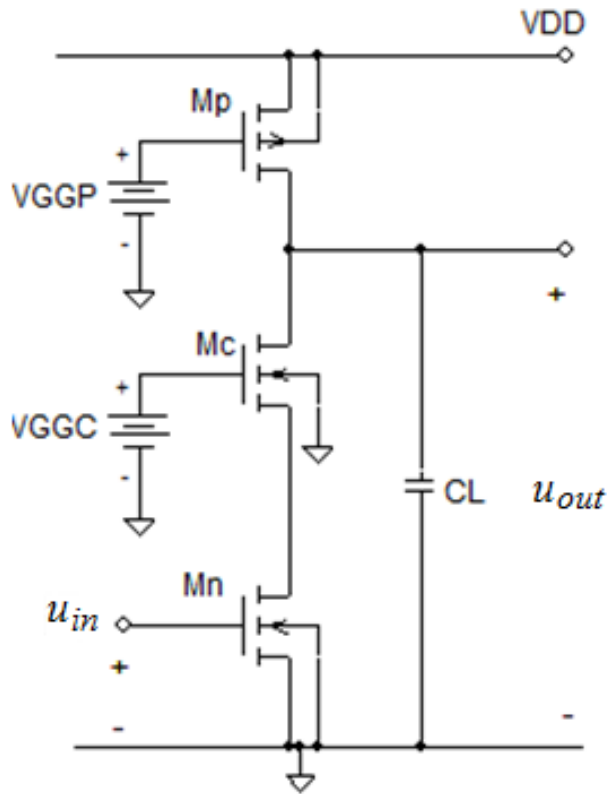 VDD
Mp
+
VGGP
-
+
Mc
+
VGGC
-
CL
u_out
Mn
u_in
+
-
-